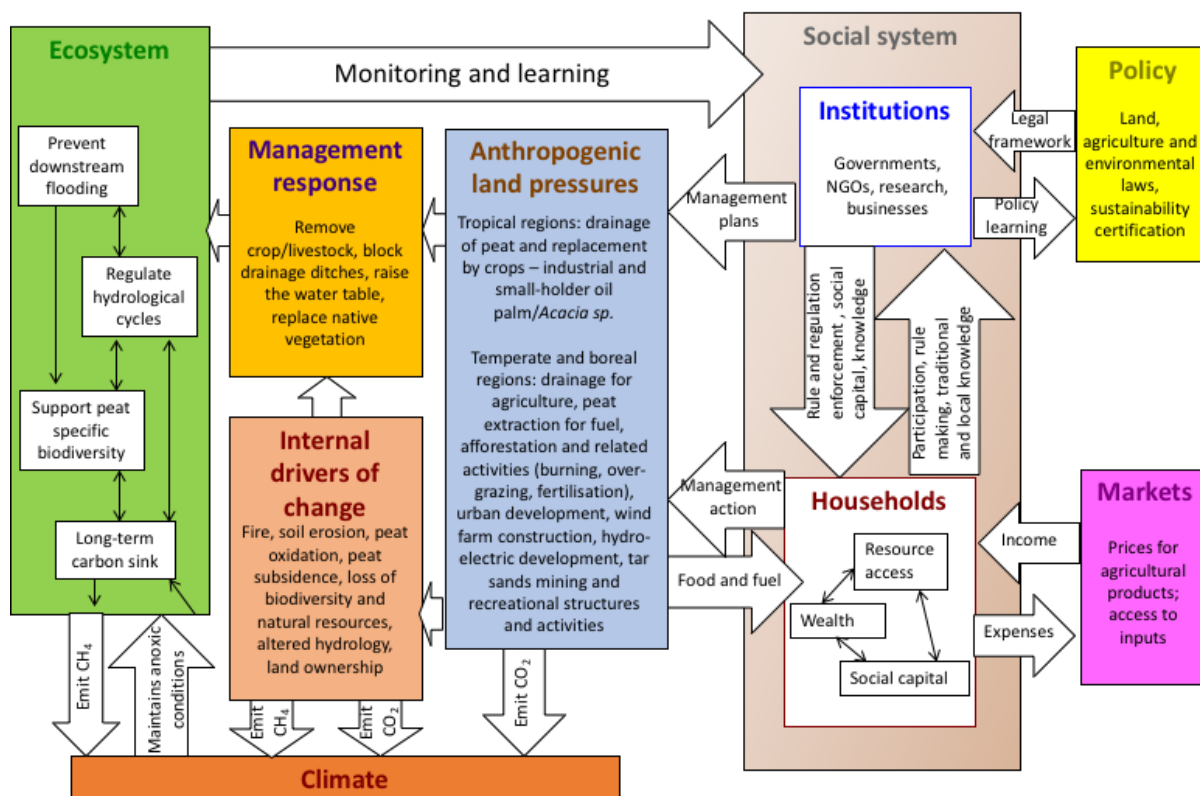 Ecosystem
Prevent
downstream
flooding
Regulate
hydrological
cycles
Support peat
specific
biodiversity
Long-term
carbon sink
Monitoring and learning
Management
response
Remove
crop/livestock, block
drainage ditches, raise
the water table,
replace native
vegetation
Internal
drivers of
change
Fire, soil erosion, peat
oxidation, peat
subsidence, loss of
biodiversity and
natural resources,
altered hydrology,
land ownership
Anthropogenic
land pressures
Tropical regions: drainage
of peat and replacement
by crops – industrial and
small-holder oil
palm/Acacia sp.
Temperate and boreal
regions: drainage for
agriculture, peat
extraction for fuel,
afforestation and related
activities (burning, over-
grazing, fertilisation),
urban development, wind
farm construction, hydro-
electric development, tar
sands mining and
recreational structures
and activities
Management
plans
Management
action
Food and fuel
Social system
Institutions
Governments,
NGOs, research,
businesses
Rule and regulation
enforcement , social
capital, knowledge
Participation, rule
making, traditional
and local knowledge
Households
Resource
access
Wealth
Social capital
Legal
framework
Policy
learning
Policy
Land,
agriculture and
environmental
laws,
sustainability
certification
Income
Expenses
Markets
Prices for
agricultural
products;
access to
inputs
Emit CH₄
Maintains anoxic
conditions
Emit
CH₄
Emit
CO₂
Emit CO₂
Climate